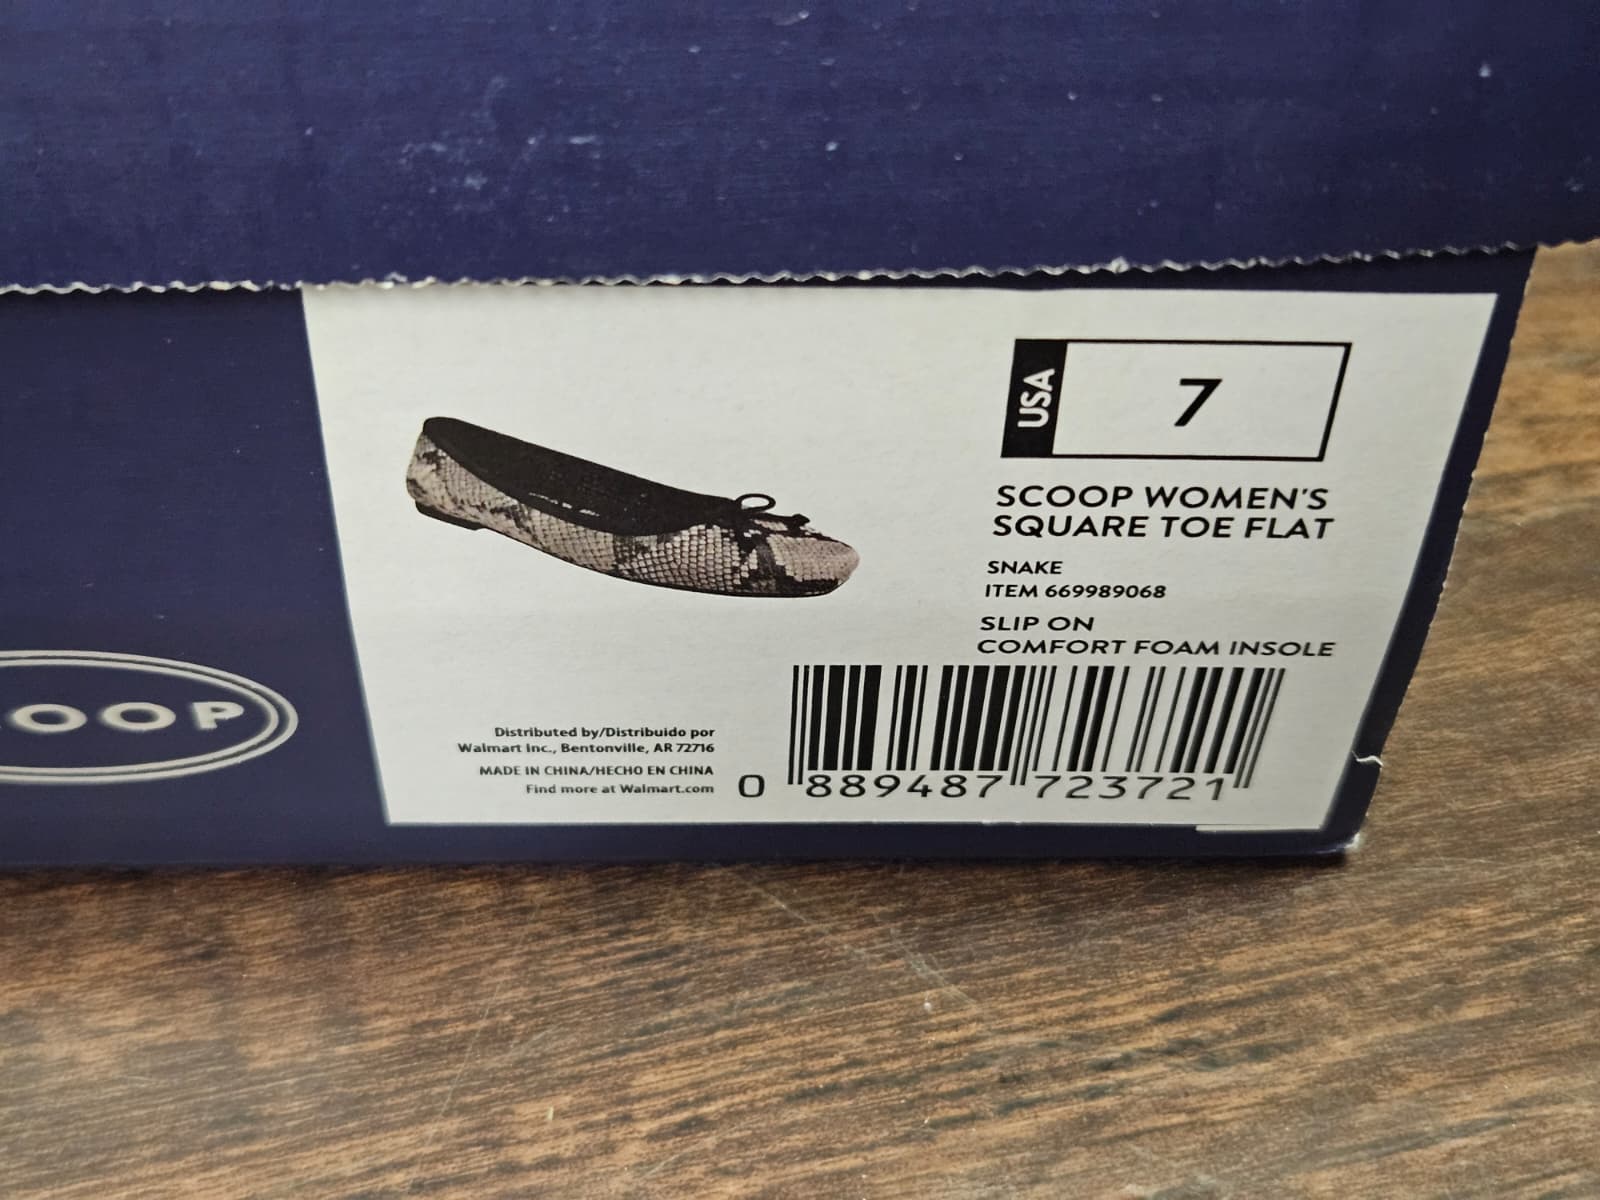 USA
7
SCOOP WOMEN'S
SQUARE TOE FLAT
SNAKE
ITEM 669989068
SLIP ON
COMFORT FOAM INSOLE
OOP
Distributed by/Distribuido por
Walmart Inc., Bentonville, AR 72716
MADE IN CHINA/HECHO EN CHINA
Find more at Walmart.com
0 889487 723721